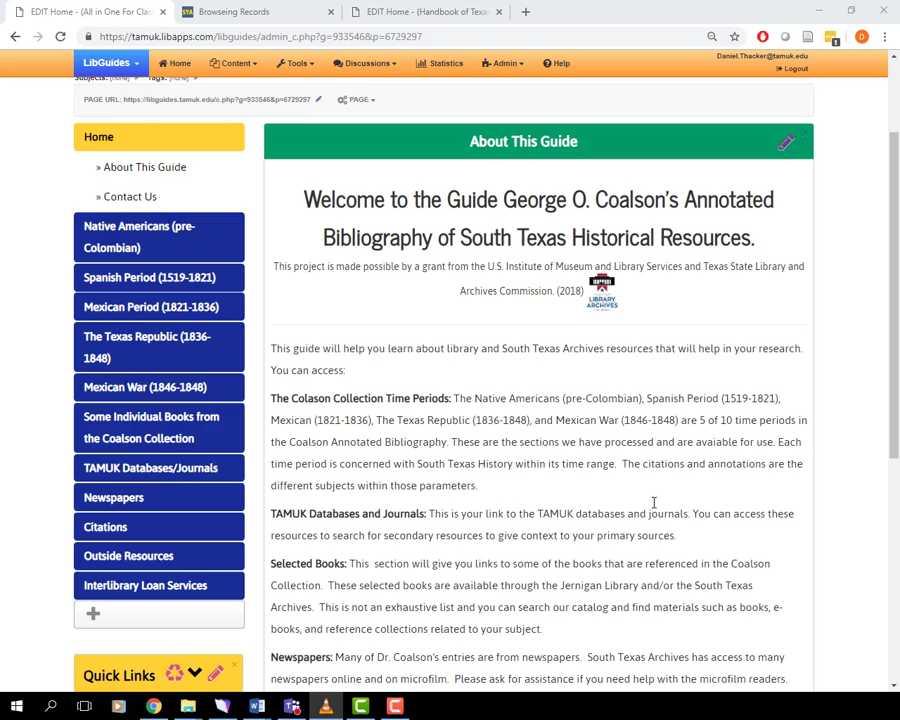 EDIT Home - (All in One For Clas
Browseing Records
EDIT Home - (Handbook of Texa
https://tamuk.libapps.com/libguides/admin_c.php?g=933546&p=6729297
LibGuides
Home
Content
Tools
Discussions
Statistics
Admin
Help
Daniel.Thacker@tamuk.edu
Logout
Subjects: [none] Tags: [none]
PAGE URL: https://libguides.tamuk.edu/c.php?g=933546&p=6729297
PAGE
Home
» About This Guide
» Contact Us
Native Americans (pre-
Colombian)
Spanish Period (1519-1821)
Mexican Period (1821-1836)
The Texas Republic (1836-
1848)
Mexican War (1846-1848)
Some Individual Books from
the Coalson Collection
TAMUK Databases/Journals
Newspapers
Citations
Outside Resources
Interlibrary Loan Services
Quick Links
About This Guide
Welcome to the Guide George O. Coalson's Annotated
Bibliography of South Texas Historical Resources.
This project is made possible by a grant from the U.S. Institute of Museum and Library Services and Texas State Library and
Archives Commission. (2018)
LIBRARY
ARCHIVES
This guide will help you learn about library and South Texas Archives resources that will help in your research.
You can access:
The Colason Collection Time Periods: The Native Americans (pre-Colombian), Spanish Period (1519-1821),
Mexican (1821-1836), The Texas Republic (1836-1848), and Mexican War (1846-1848) are 5 of 10 time periods in
the Coalson Annotated Bibliography. These are the sections we have processed and are avaiable for use. Each
time period is concerned with South Texas History within its time range. The citations and annotations are the
different subjects within those parameters.
TAMUK Databases and Journals: This is your link to the TAMUK databases and journals. You can access these
resources to search for secondary resources to give context to your primary sources.
Selected Books: This section will give you links to some of the books that are referenced in the Coalson
Collection. These selected books are available through the Jernigan Library and/or the South Texas
Archives. This is not an exhaustive list and you can search our catalog and find materials such as books, e-
books, and reference collections related to your subject.
Newspapers: Many of Dr. Coalson's entries are from newspapers. South Texas Archives has access to many
newspapers online and on microfilm. Please ask for assistance if you need help with the microfilm readers.